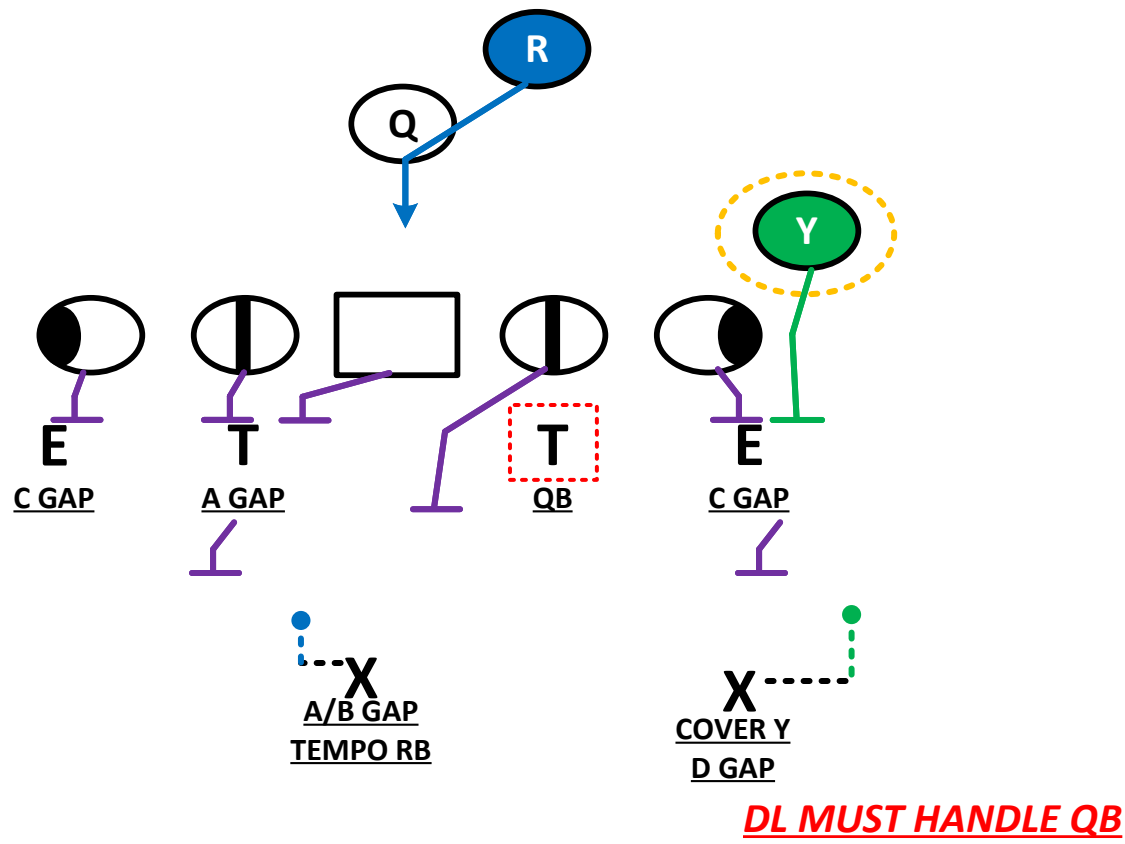 R
Q
Y
E T T E
C GAP A GAP QB C GAP
X X
A/B GAP
TEMPO RB
COVER Y
D GAP
DL MUST HANDLE QB